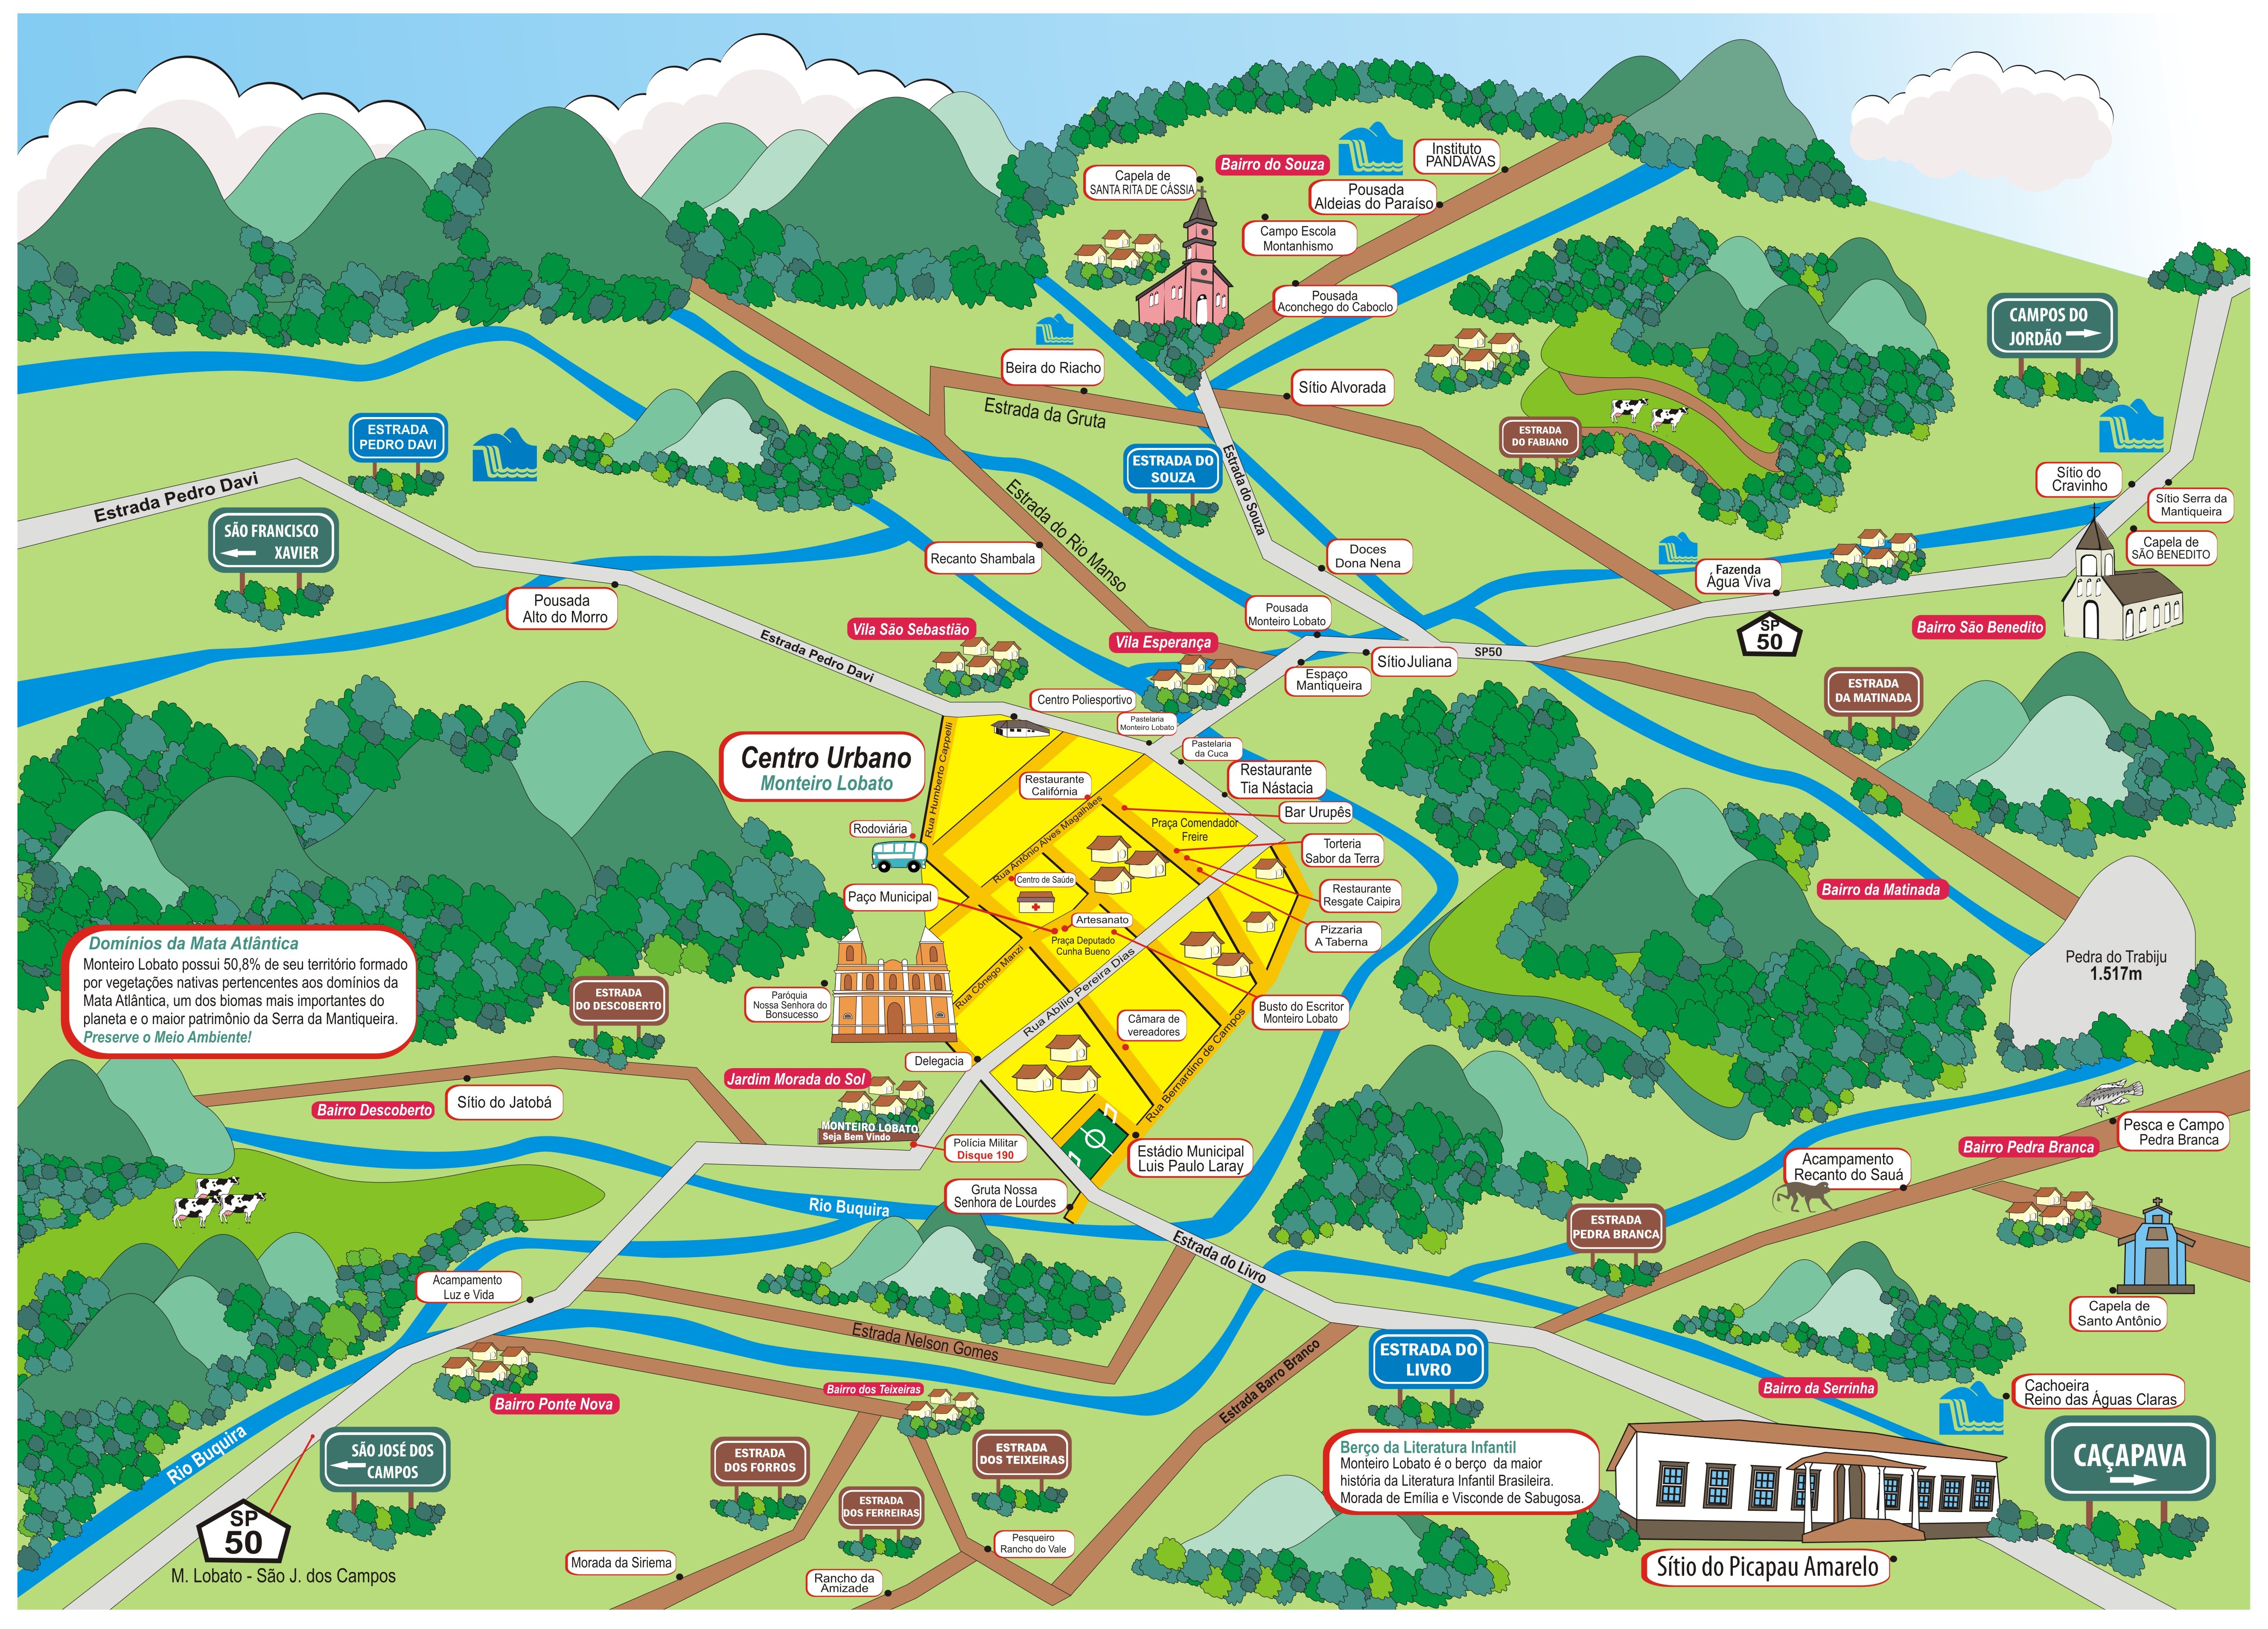 Bairro do Souza
Instituto
PANDAVAS
Capela de
SANTA RITA DE CÁSSIA
Pousada
Aldeias do Paraíso
Campo Escola
Montanhismo
Pousada
Aconchego do Caboclo
CAMPOS DO
JORDÃO
Beira do Riacho
Sítio Alvorada
Estrada da Gruta
ESTRADA
PEDRO DAVI
ESTRADA
DO FABIANO
ESTRADA DO
SOUZA
Estrada do Souza
Sítio do
Cravinho
Sítio Serra da
Mantiqueira
Estrada Pedro Davi
SÃO FRANCISCO
XAVIER
Estrada do Rio Manso
Recanto Shambala
Doces
Dona Nena
Capela de
SÃO BENEDITO
Fazenda
Água Viva
Pousada
Alto do Morro
Pousada
Monteiro Lobato
Vila São Sebastião
Vila Esperança
SP
50
Bairro São Benedito
Estrada Pedro Davi
SP50
SítioJuliana
Espaço
Mantiqueira
ESTRADA
DA MATINADA
Centro Poliesportivo
Pastelaria
Monteiro Lobato
Pastelaria
da Cuca
Centro Urbano
Monteiro Lobato
Rua Humberto Cappelli
Restaurante
Califórnia
Restaurante
Tia Nástacia
Bar Urupês
Rua Antônio Alves Magalhães
Praça Comendador
Freire
Rodoviária
Torteria
Sabor da Terra
Centro de Saúde
Restaurante
Resgate Caipira
Paço Municipal
Bairro da Matinada
Artesanato
Pizzaria
A Taberna
Praça Deputado
Cunha Bueno
Domínios da Mata Atlântica
Monteiro Lobato possui 50,8% de seu território formado
por vegetações nativas pertencentes aos domínios da
Mata Atlântica, um dos biomas mais importantes do
planeta e o maior patrimônio da Serra da Mantiqueira.
Preserve o Meio Ambiente!
Pedra do Trabiju
1.517m
Rua Cônego Manzi
Rua Abílio Pereira Dias
ESTRADA
DO DESCOBERTO
Paróquia
Nossa Senhora do
Bonsucesso
Busto do Escritor
Monteiro Lobato
Câmara de
vereadores
Rua Bernardino de Campos
Delegacia
Jardim Morada do Sol
Bairro Descoberto
Sítio do Jatobá
MONTEIRO LOBATO
Seja Bem Vindo
Polícia Militar
Disque 190
Estádio Municipal
Luis Paulo Laray
Pesca e Campo
Pedra Branca
Bairro Pedra Branca
Acampamento
Recanto do Sauá
Gruta Nossa
Senhora de Lourdes
Rio Buquira
ESTRADA
PEDRA BRANCA
Estrada do Livro
Acampamento
Luz e Vida
Capela de
Santo Antônio
Estrada Nelson Gomes
Estrada Barro Branco
ESTRADA DO
LIVRO
Bairro dos Teixeiras
Bairro Ponte Nova
Bairro da Serrinha
Cachoeira
Reino das Águas Claras
Rio Buquira
SÃO JOSÉ DOS
CAMPOS
ESTRADA
DOS FORROS
ESTRADA
DOS TEIXEIRAS
ESTRADA
DOS FERREIRAS
Berço da Literatura Infantil
Monteiro Lobato é o berço da maior
história da Literatura Infantil Brasileira.
Morada de Emília e Visconde de Sabugosa.
CAÇAPAVA
SP
50
M. Lobato - São J. dos Campos
Pesqueiro
Rancho do Vale
Morada da Siriema
Rancho da
Amizade
Sítio do Picapau Amarelo